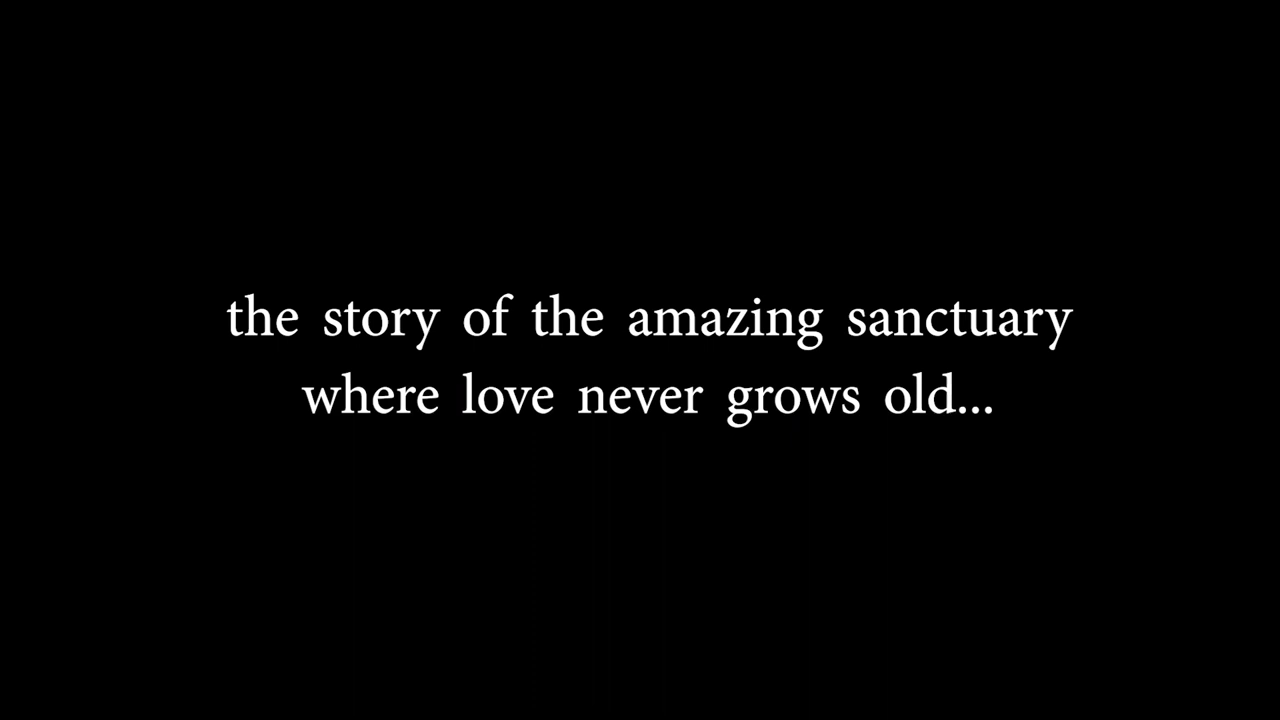 the story of the amazing sanctuary
where love never grows old...